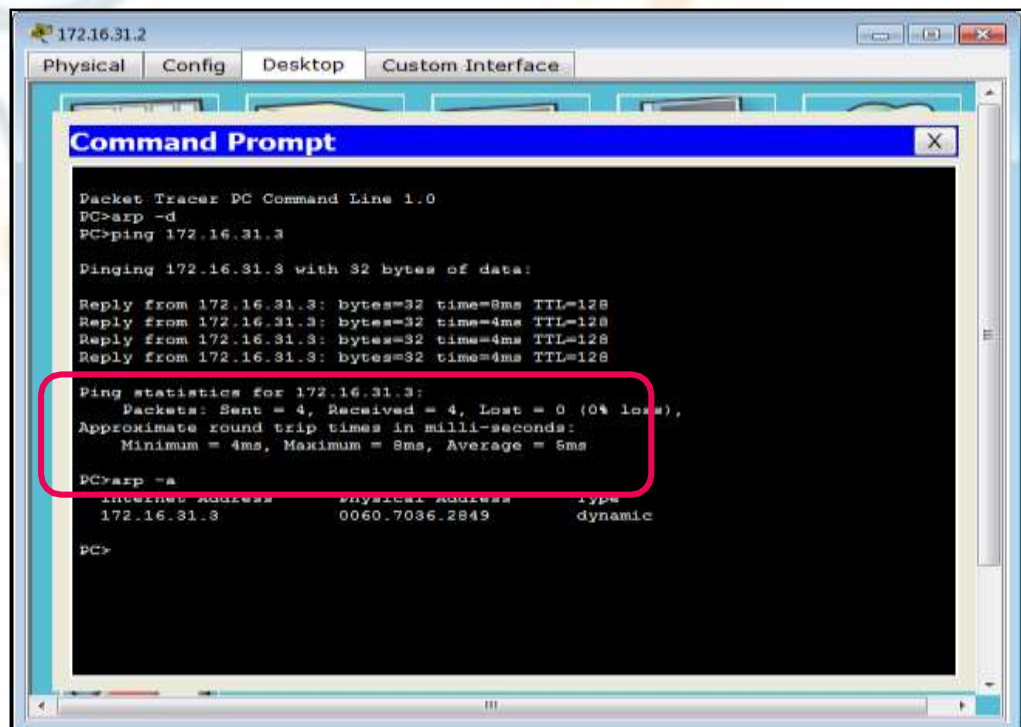 172.16.31.2
Physical Config Desktop Custom Interface
Command Prompt X
Packet Tracer PC Command Line 1.0
PC>arp -d
PC>ping 172.16.31.3
Pinging 172.16.31.3 with 32 bytes of data:
Reply from 172.16.31.3: bytes=32 time=8ms TTL=128
Reply from 172.16.31.3: bytes=32 time=4ms TTL=128
Reply from 172.16.31.3: bytes=32 time=4ms TTL=128
Reply from 172.16.31.3: bytes=32 time=4ms TTL=128
Ping statistics for 172.16.31.3:
Packets: Sent = 4, Received = 4, Lost = 0 (0% loss),
Approximate round trip times in milli-seconds:
Minimum = 4ms, Maximum = 8ms, Average = 5ms
PC>arp -a
Internet Address Physical Address Type
172.16.31.3 0060.7036.2849 dynamic
PC>